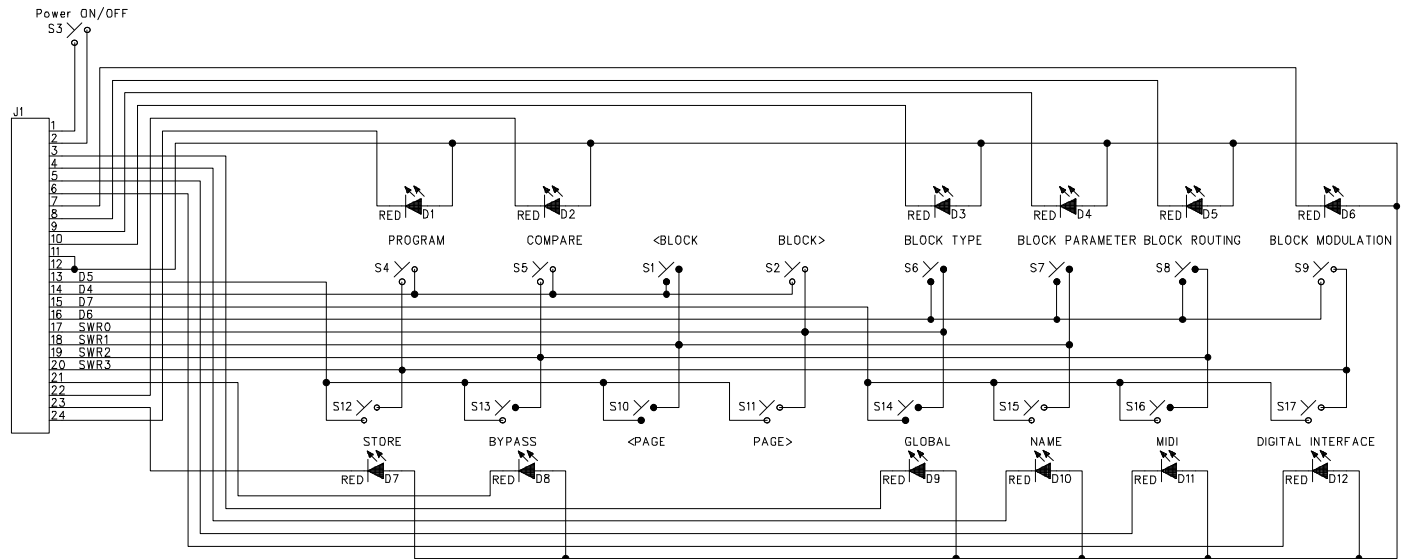 Power ON/OFF
S3
J1
1
2
3
4
5
6
7
8
9
10
11
12
13 D5
14 D4
15 D7
16 D6
17 SWR0
18 SWR1
19 SWR2
20 SWR3
21
22
23
24
RED D1
RED D2
RED D3
RED D4
RED D5
RED D6
PROGRAM
COMPARE
<BLOCK
BLOCK>
BLOCK TYPE
BLOCK PARAMETER
BLOCK ROUTING
BLOCK MODULATION
S4
S5
S1
S2
S6
S7
S8
S9
S12
S13
S10
S11
S14
S15
S16
S17
STORE
BYPASS
<PAGE
PAGE>
GLOBAL
NAME
MIDI
DIGITAL INTERFACE
RED D7
RED D8
RED D9
RED D10
RED D11
RED D12